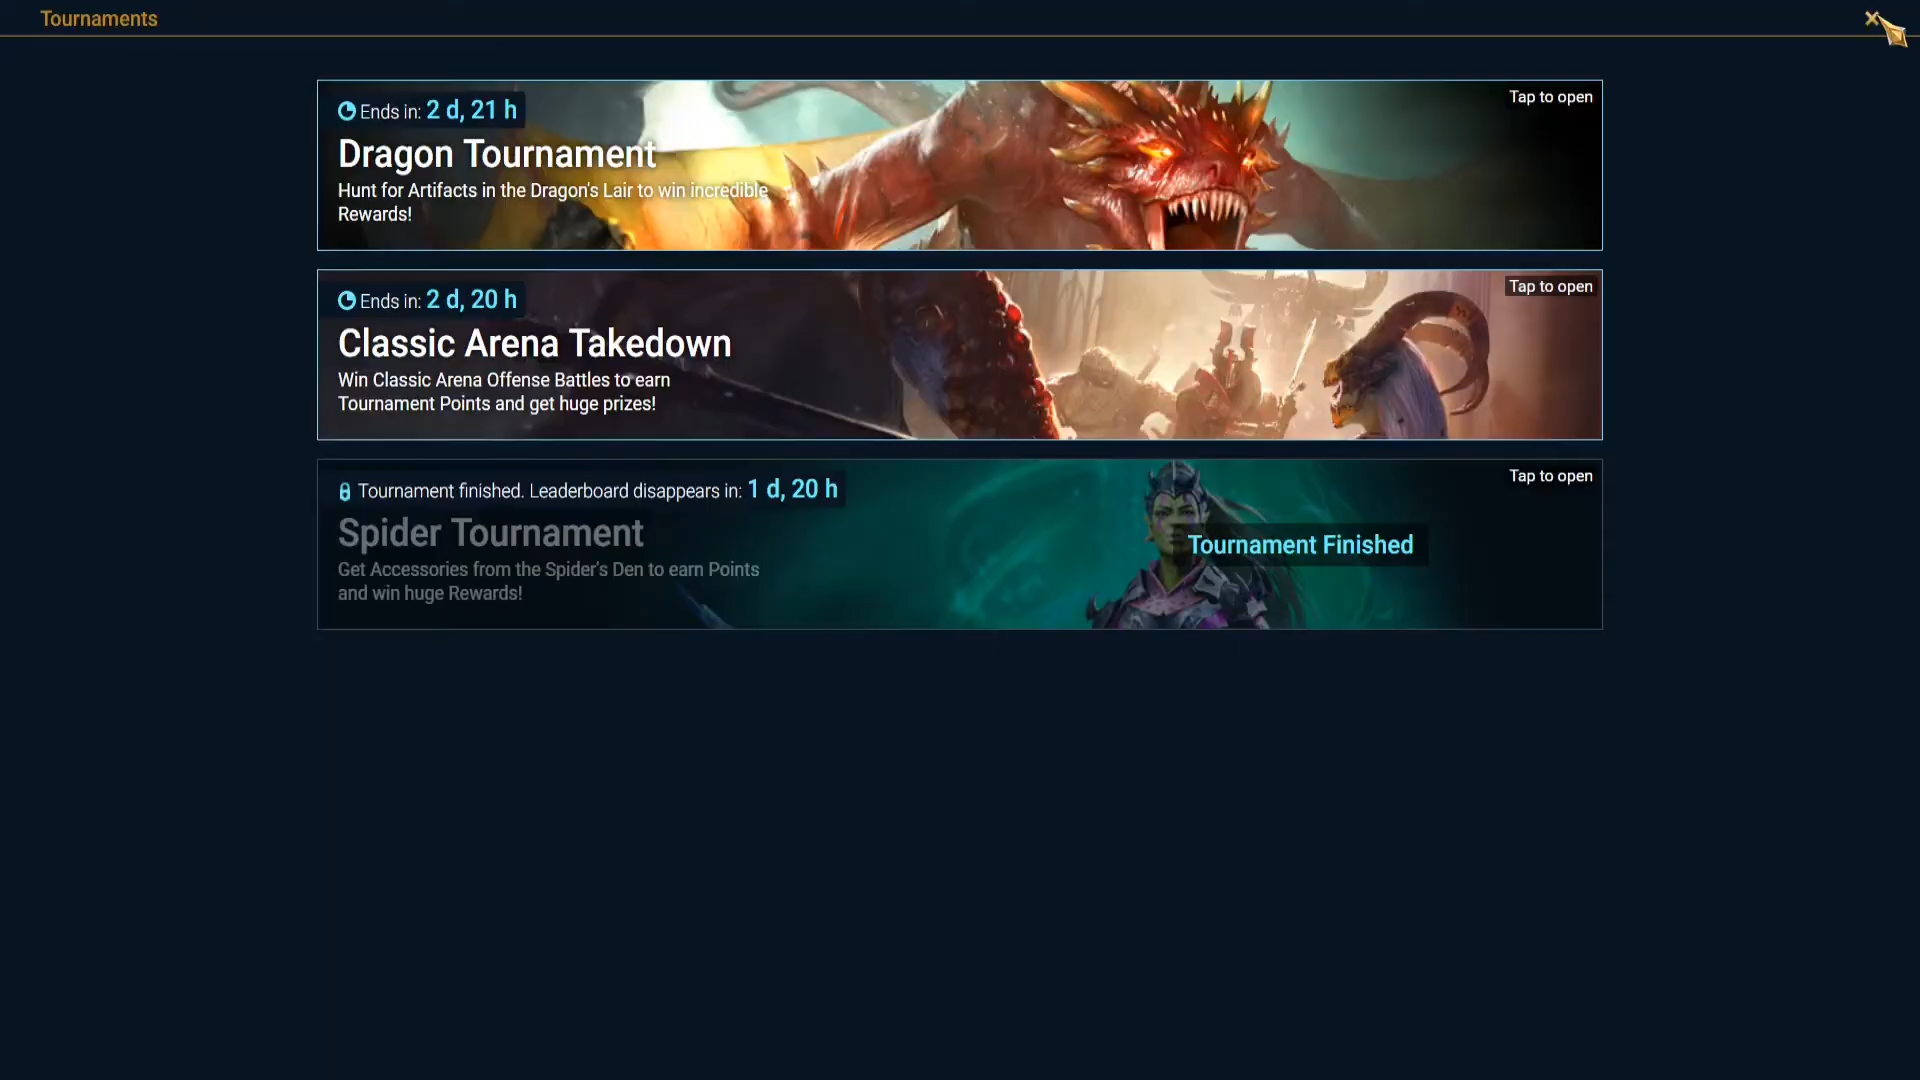 Tournaments
Ends in: 2 d, 21 h
Tap to open
Dragon Tournament
Hunt for Artifacts in the Dragon's Lair to win incredible
Rewards!
Ends in: 2 d, 20 h
Tap to open
Classic Arena Takedown
Win Classic Arena Offense Battles to earn
Tournament Points and get huge prizes!
Tournament finished. Leaderboard disappears in: 1 d, 20 h
Tap to open
Spider Tournament
Tournament Finished
Get Accessories from the Spider's Den to earn Points
and win huge Rewards!